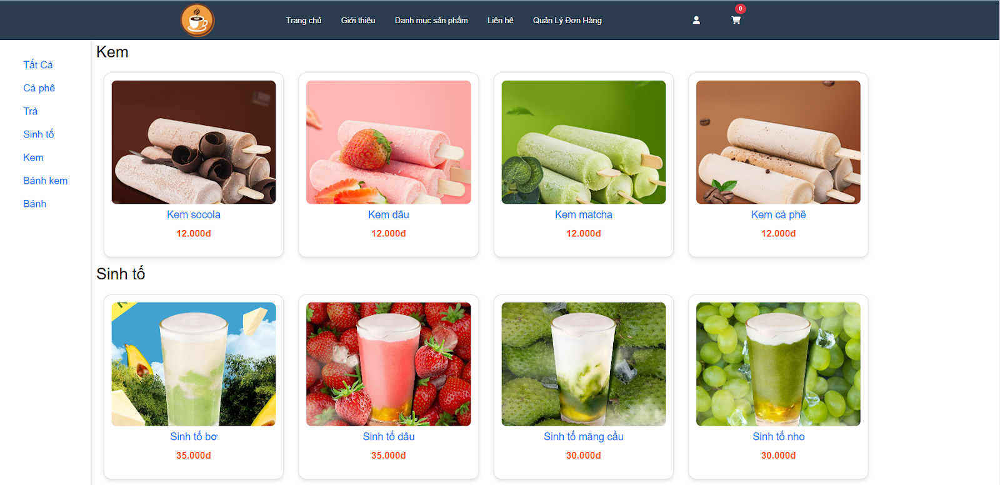 Trang chủ Giới thiệu Danh mục sản phẩm Liên hệ Quản Lý Đơn Hàng 0
Tất Cả
Cà phê
Trà
Sinh tố
Kem
Bánh kem
Bánh
Kem
Kem socola Kem dâu Kem matcha Kem cà phê
12.000đ 12.000đ 12.000đ 12.000đ
Sinh tố
Sinh tố bơ Sinh tố dâu Sinh tố mãng cầu Sinh tố nho
35.000đ 35.000đ 30.000đ 30.000đ